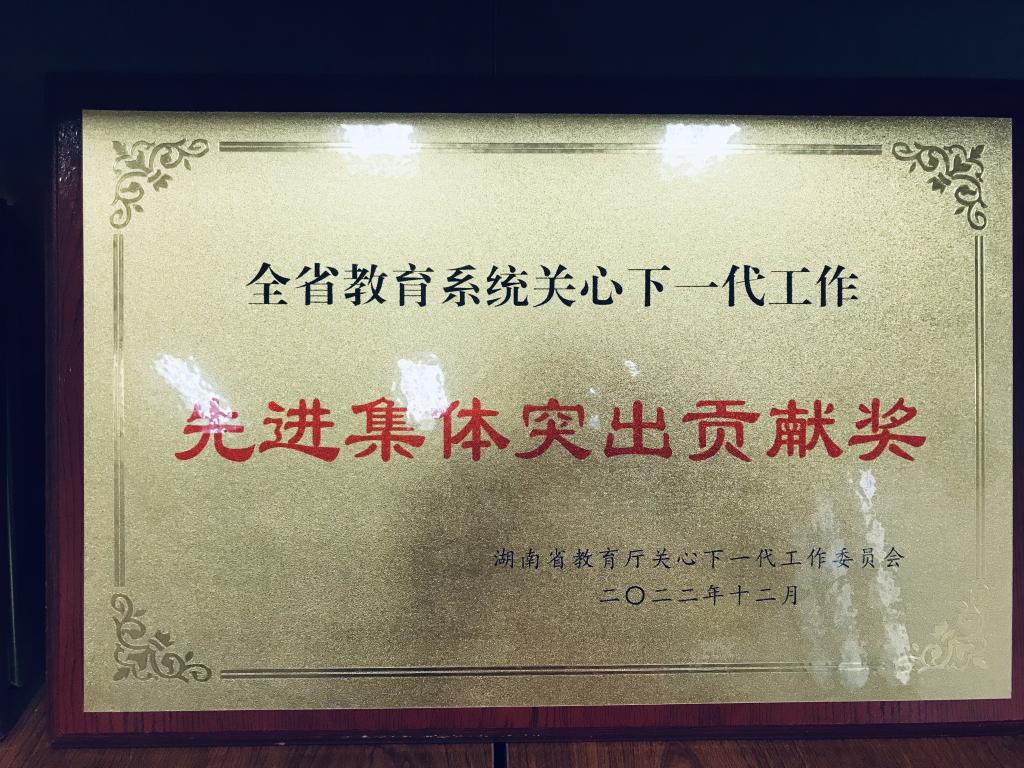 全省教育系统关心下一代工作
先进集体突出贡献奖
湖南省教育厅关心下一代工作委员会
二〇二二年十二月